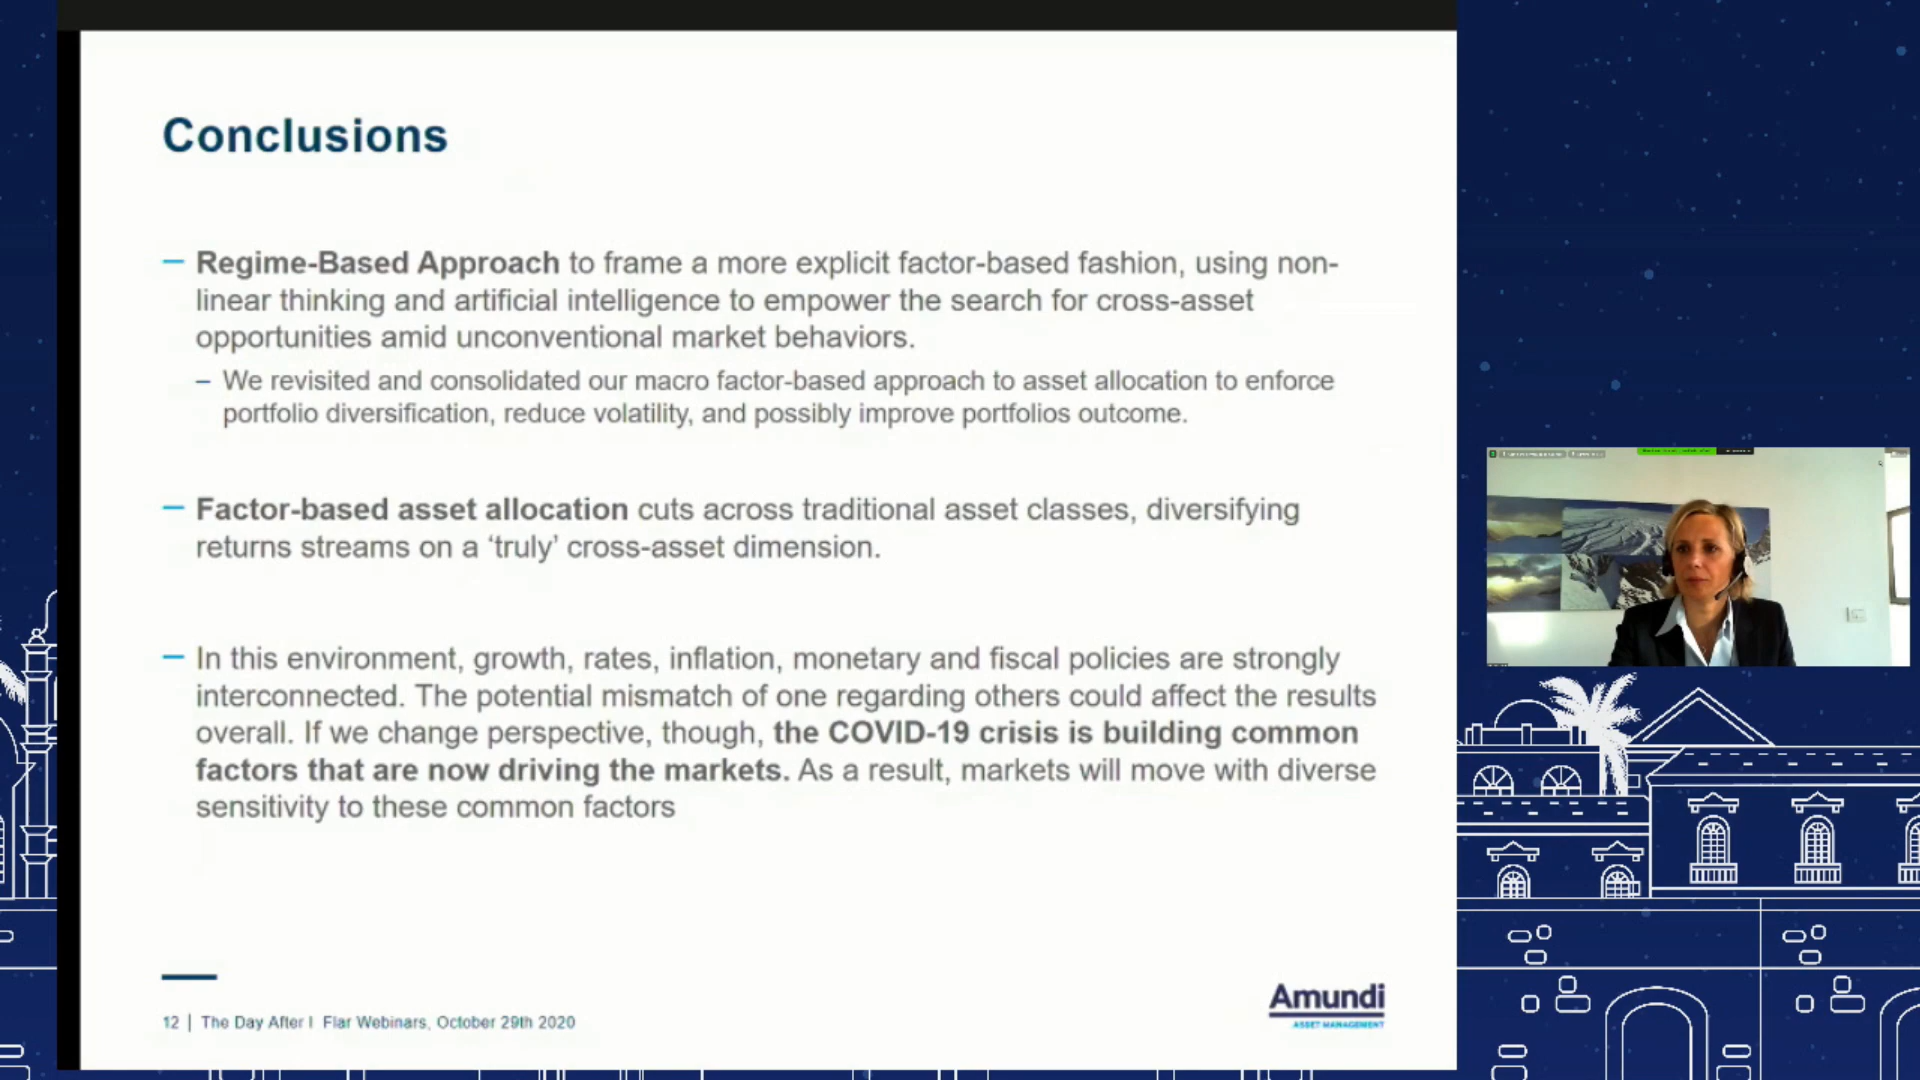 Conclusions
– Regime-Based Approach to frame a more explicit factor-based fashion, using non-
linear thinking and artificial intelligence to empower the search for cross-asset
opportunities amid unconventional market behaviors.
– We revisited and consolidated our macro factor-based approach to asset allocation to enforce
portfolio diversification, reduce volatility, and possibly improve portfolios outcome.
– Factor-based asset allocation cuts across traditional asset classes, diversifying
returns streams on a ‘truly’ cross-asset dimension.
– In this environment, growth, rates, inflation, monetary and fiscal policies are strongly
interconnected. The potential mismatch of one regarding others could affect the results
overall. If we change perspective, though, the COVID-19 crisis is building common
factors that are now driving the markets. As a result, markets will move with diverse
sensitivity to these common factors
12 | The Day After I Flar Webinars, October 29th 2020
Amundi
ASSET MANAGEMENT